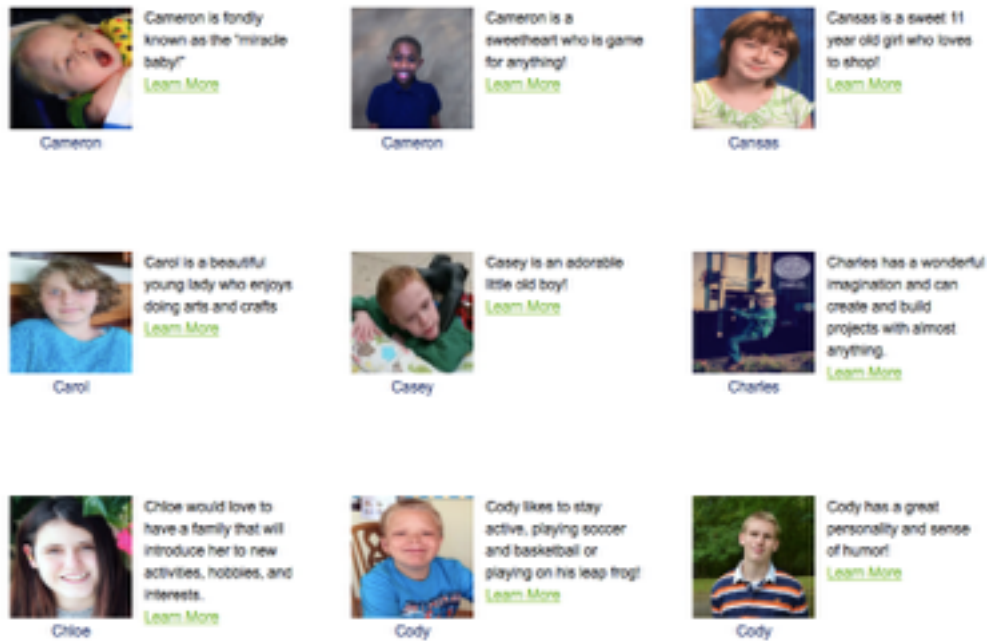 Cameron is fondly
known as the "miracle
baby!"
Learn More
Cameron
Cameron is a
sweetheart who is game
for anything!
Learn More
Cameron
Cansas is a sweet 11
year old girl who loves
to shop!
Learn More
Cansas
Carol is a beautiful
young lady who enjoys
doing arts and crafts
Learn More
Carol
Casey is an adorable
little old boy!
Learn More
Casey
Charles has a wonderful
imagination and can
create and build
projects with almost
anything.
Learn More
Charles
Chloe would love to
have a family that will
introduce her to new
activities, hobbies, and
interests.
Learn More
Chloe
Cody likes to stay
active, playing soccer
and basketball or
playing on his leap frog!
Learn More
Cody
Cody has a great
personality and sense
of humor!
Learn More
Cody